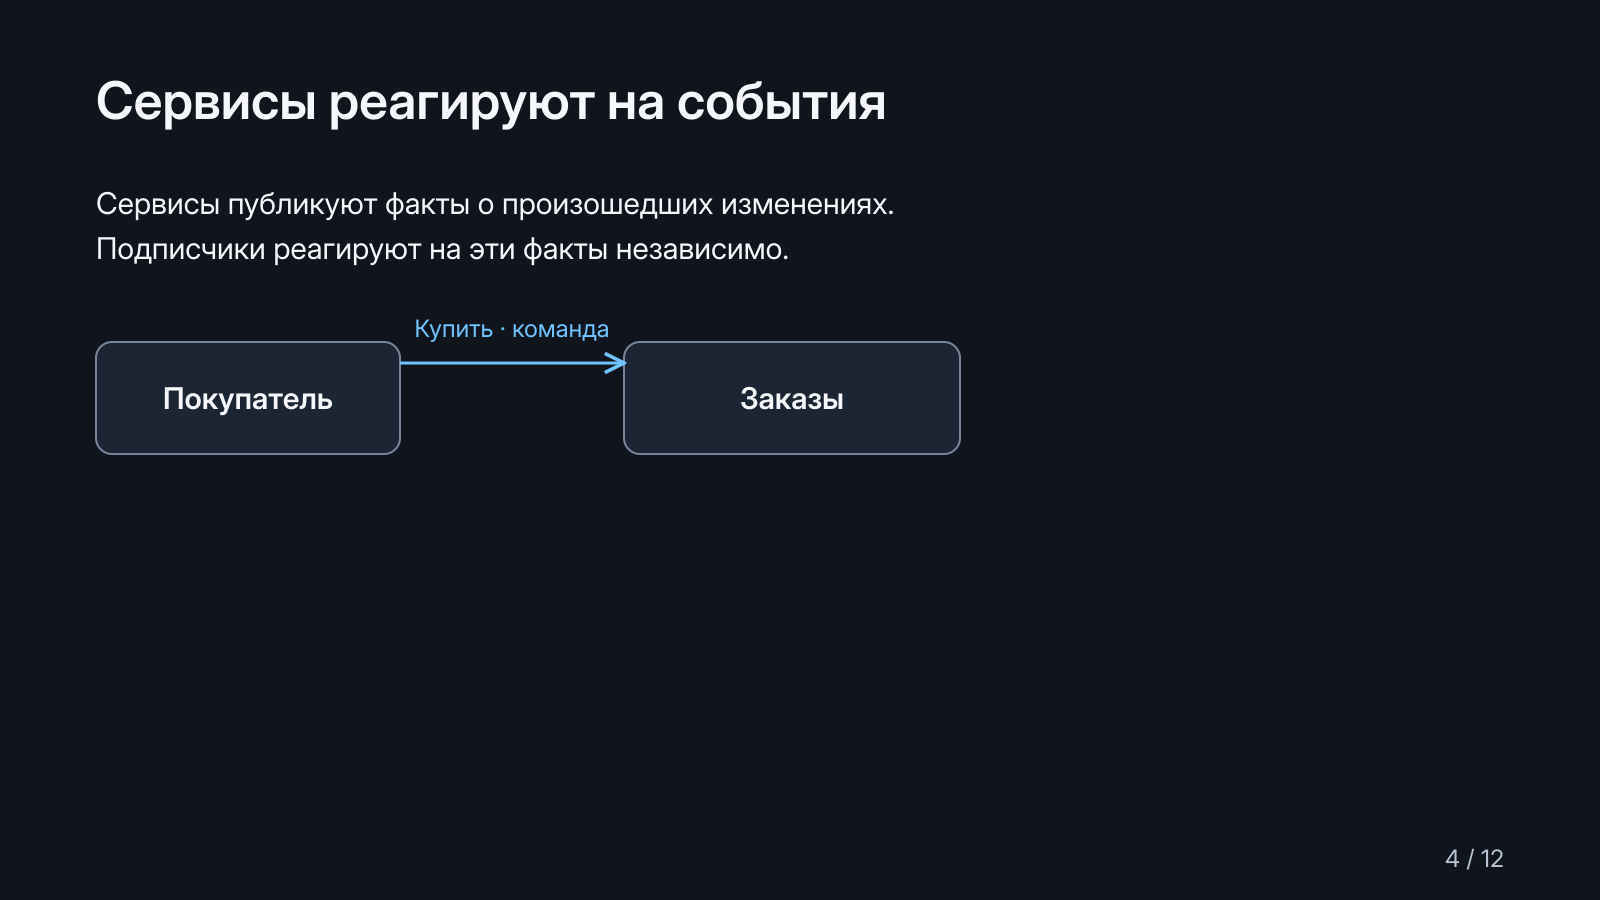 Сервисы реагируют на события
Сервисы публикуют факты о произошедших изменениях.
Подписчики реагируют на эти факты независимо.
Купить · команда
Покупатель
Заказы
4 / 12